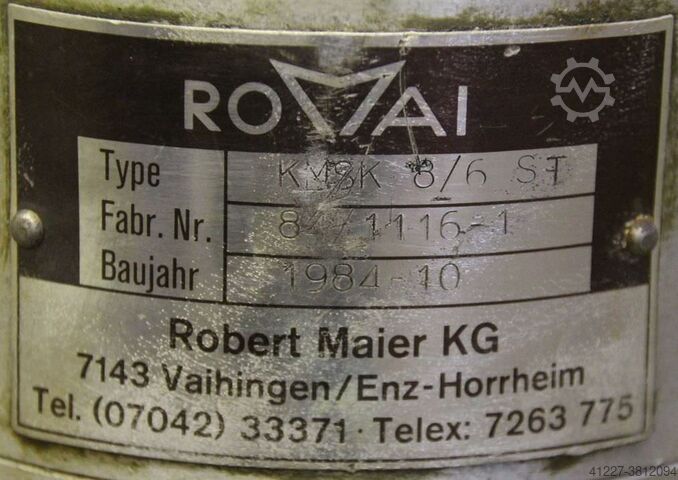 ROMAI
Type KMSK 8/6 ST
Fabr. Nr. 84/1116-1
Baujahr 1984-10
Robert Maier KG
7143 Vaihingen/Enz-Horrheim
Tel. (07042) 33371 · Telex: 7263 775
41227-3812094